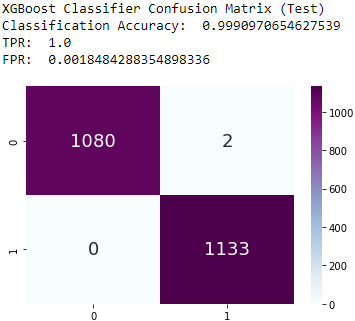 XGBoost Classifier Confusion Matrix (Test)
Classification Accuracy:  0.9990970654627539
TPR:  1.0
FPR:  0.0018484288354898336
0 1080 2
1 0 1133
0 1
1000
800
600
400
200
0